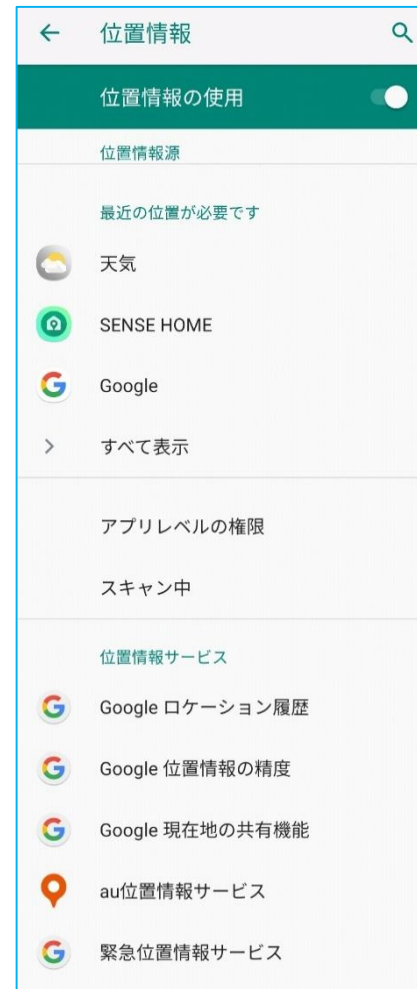 位置情報
位置情報の使用
位置情報源
最近の位置が必要です
天気
SENSE HOME
Google
すべて表示
アプリレベルの権限
スキャン中
位置情報サービス
Google ロケーション履歴
Google 位置情報の精度
Google 現在地の共有機能
au位置情報サービス
緊急位置情報サービス